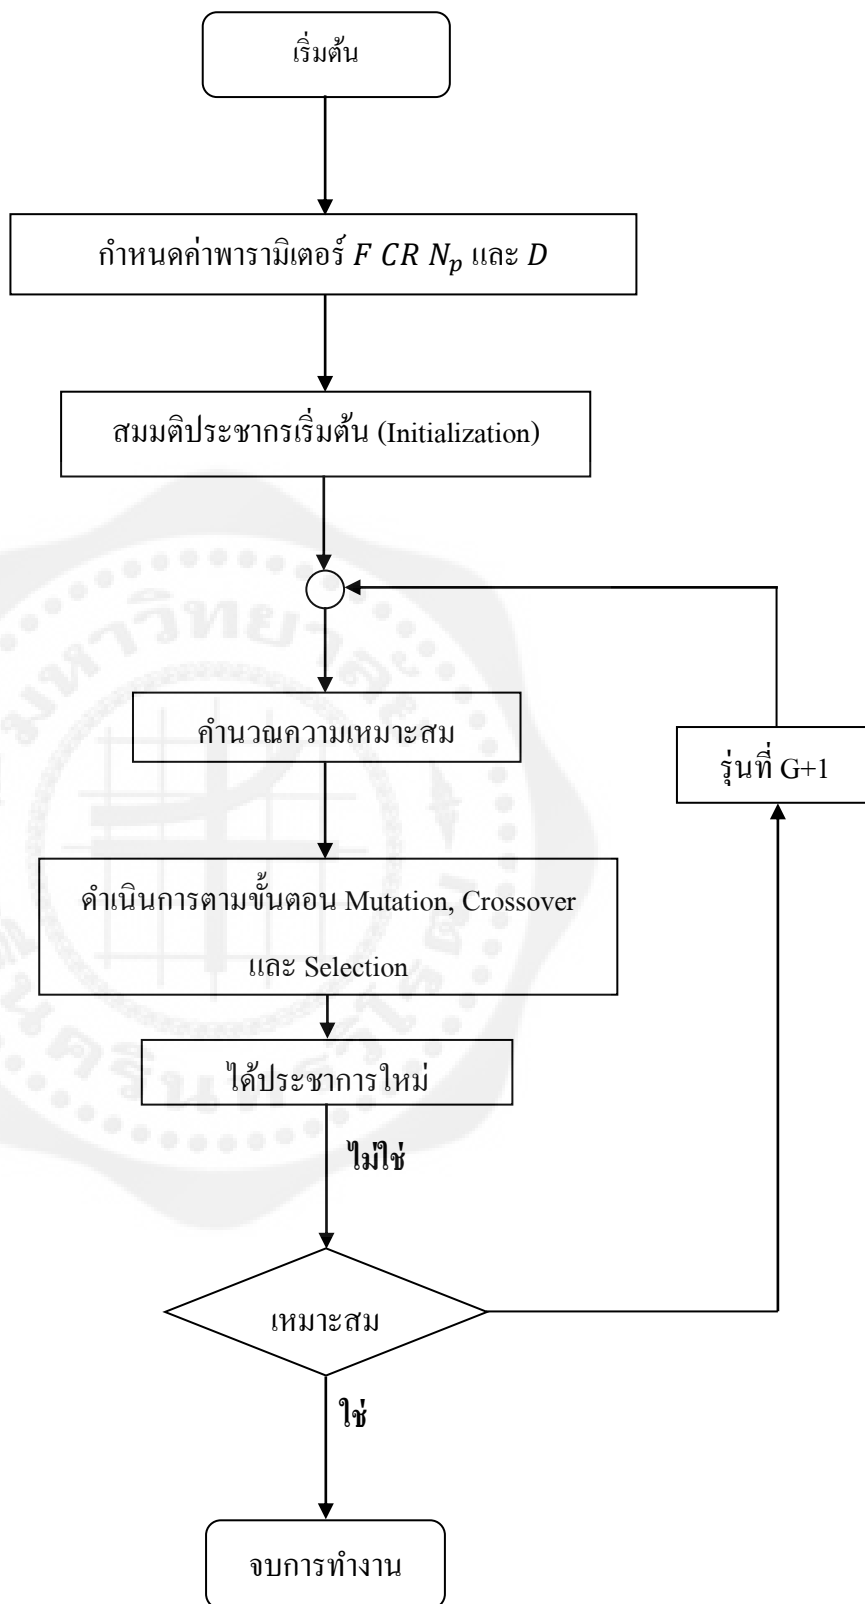 เริ่มต้น
กำหนดค่าพารามิเตอร์ F CR Nₚ และ D
สมมติประชากรเริ่มต้น (Initialization)
คำนวณความเหมาะสม
รุ่นที่ G+1
ดำเนินการตามขั้นตอน Mutation, Crossover
และ Selection
ได้ประชาการใหม่
ไม่ใช่
เหมาะสม
ใช่
จบการทำงาน